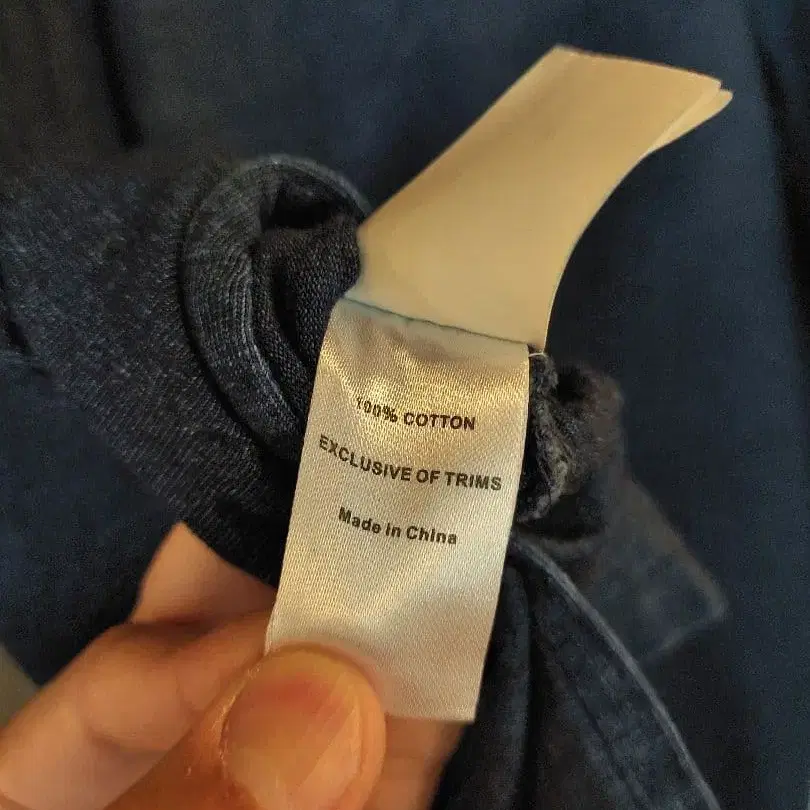 100% COTTON
EXCLUSIVE OF TRIMS
Made in China